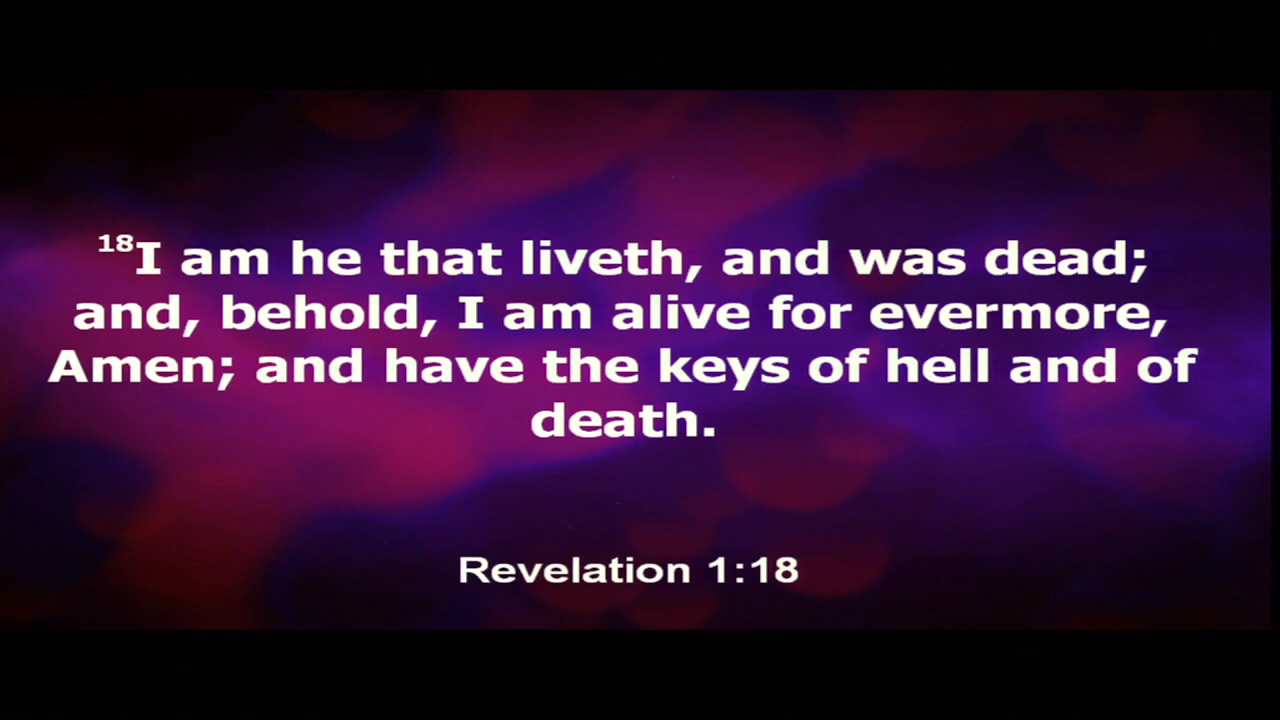 18I am he that liveth, and was dead;
and, behold, I am alive for evermore,
Amen; and have the keys of hell and of
death.
Revelation 1:18